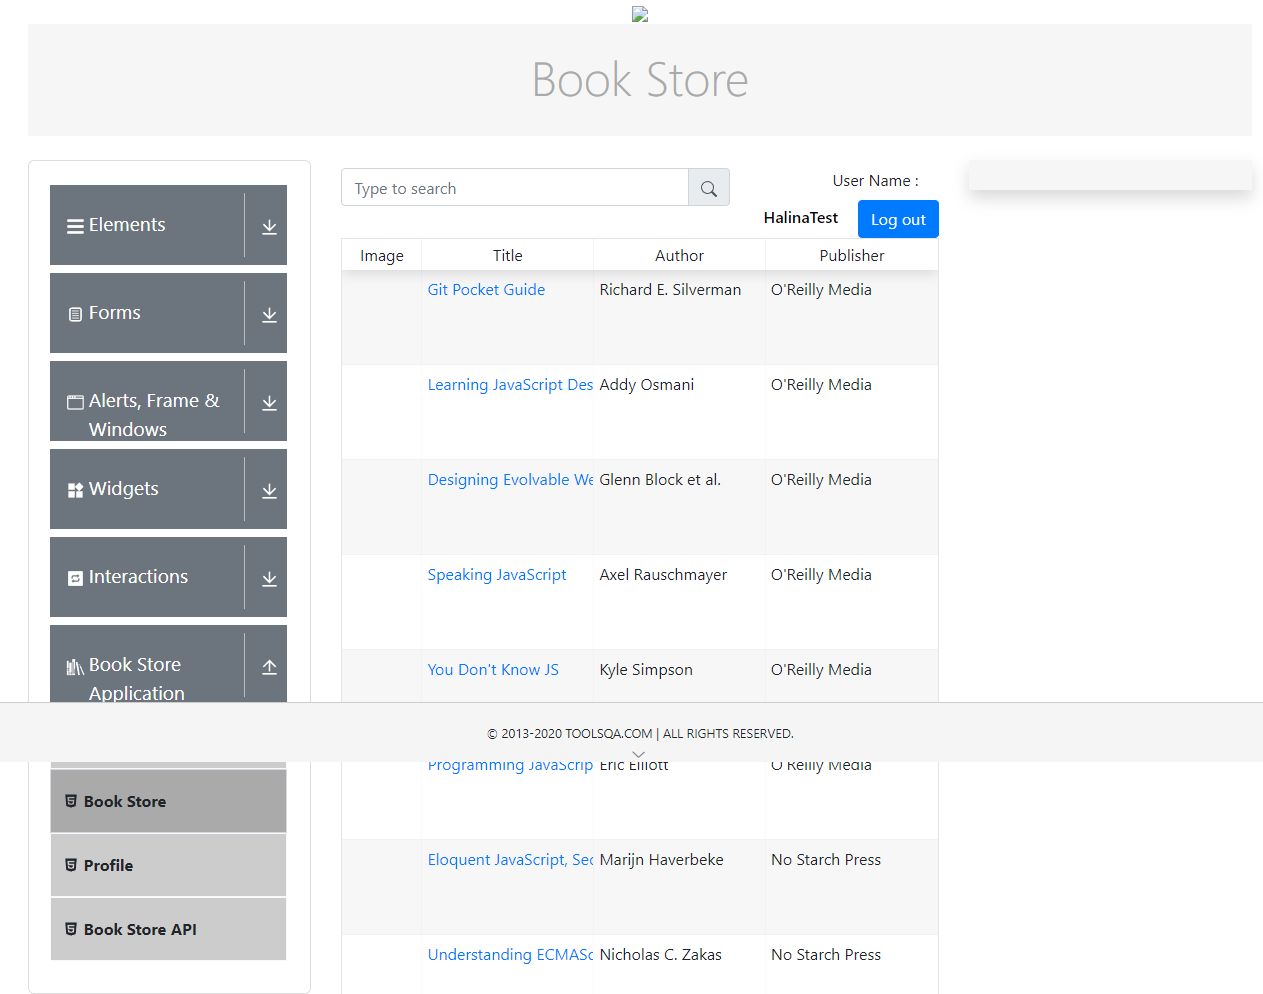 Book Store
Elements
Forms
Alerts, Frame &
Windows
Widgets
Interactions
Book Store
Application
Book Store
Profile
Book Store API
Type to search
User Name :
HalinaTest Log out
Image Title Author Publisher
Git Pocket Guide Richard E. Silverman O'Reilly Media
Learning JavaScript Des Addy Osmani O'Reilly Media
Designing Evolvable We Glenn Block et al. O'Reilly Media
Speaking JavaScript Axel Rauschmayer O'Reilly Media
You Don't Know JS Kyle Simpson O'Reilly Media
© 2013-2020 TOOLSQA.COM | ALL RIGHTS RESERVED.
Programming JavaScrip Eric Elliott O'Reilly Media
Eloquent JavaScript, Sec Marijn Haverbeke No Starch Press
Understanding ECMASc Nicholas C. Zakas No Starch Press